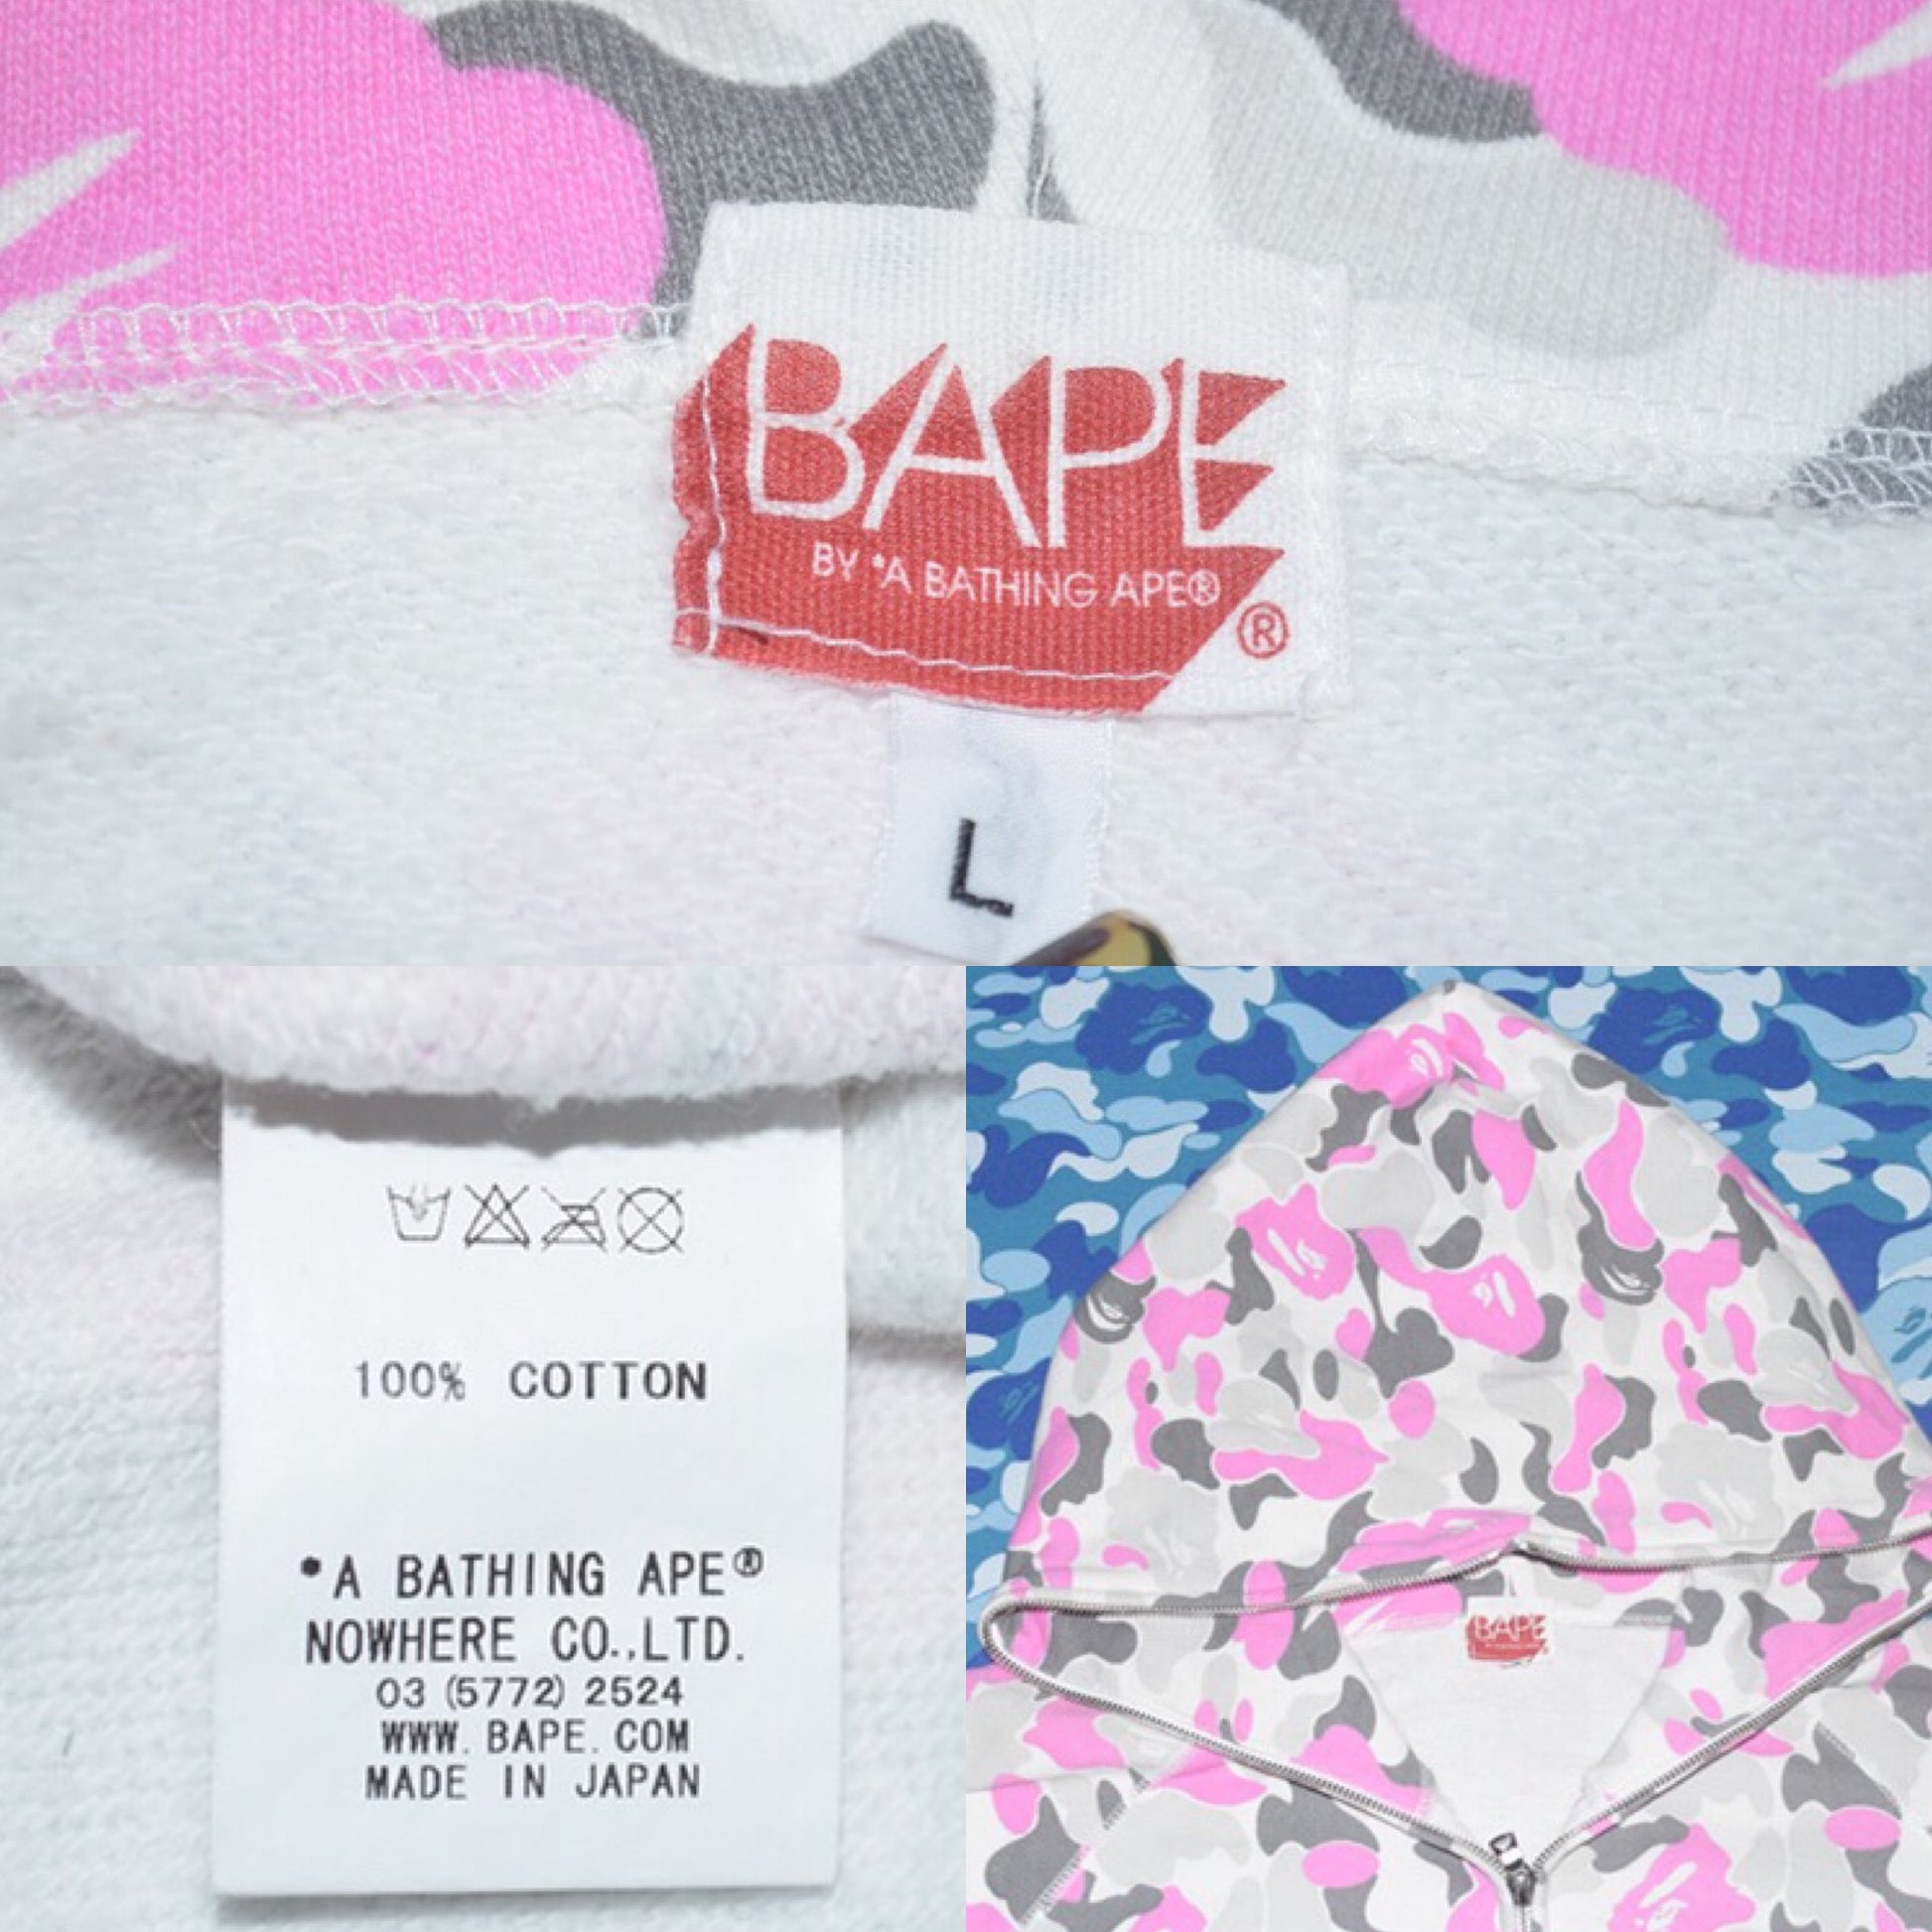 BAPE
BY *A BATHING APE®
®
L
100% COTTON
*A BATHING APE®
NOWHERE CO.,LTD.
03 (5772) 2524
WWW. BAPE. COM
MADE IN JAPAN
BAPE